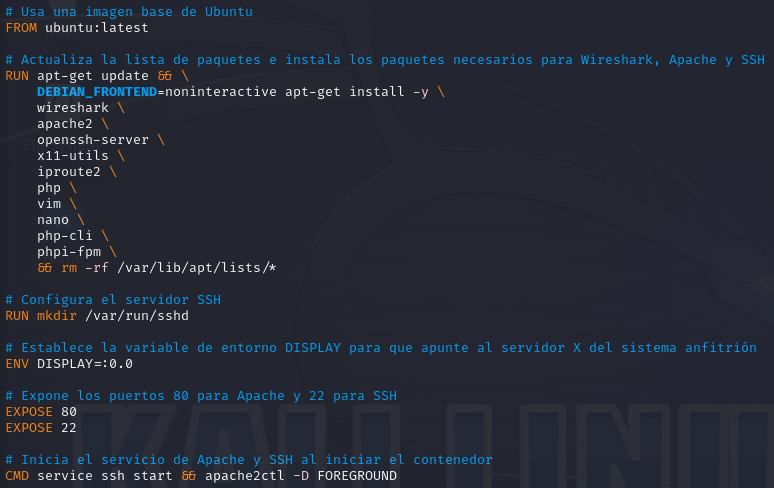 # Usa una imagen base de Ubuntu
FROM ubuntu:latest
# Actualiza la lista de paquetes e instala los paquetes necesarios para Wireshark, Apache y SSH
RUN apt-get update && \
DEBIAN_FRONTEND=noninteractive apt-get install -y \
wireshark \
apache2 \
openssh-server \
x11-utils \
iproute2 \
php \
vim \
nano \
php-cli \
phpi-fpm \
&& rm -rf /var/lib/apt/lists/*
# Configura el servidor SSH
RUN mkdir /var/run/sshd
# Establece la variable de entorno DISPLAY para que apunte al servidor X del sistema anfitrión
ENV DISPLAY=:0.0
# Expone los puertos 80 para Apache y 22 para SSH
EXPOSE 80
EXPOSE 22
# Inicia el servicio de Apache y SSH al iniciar el contenedor
CMD service ssh start && apache2ctl -D FOREGROUND